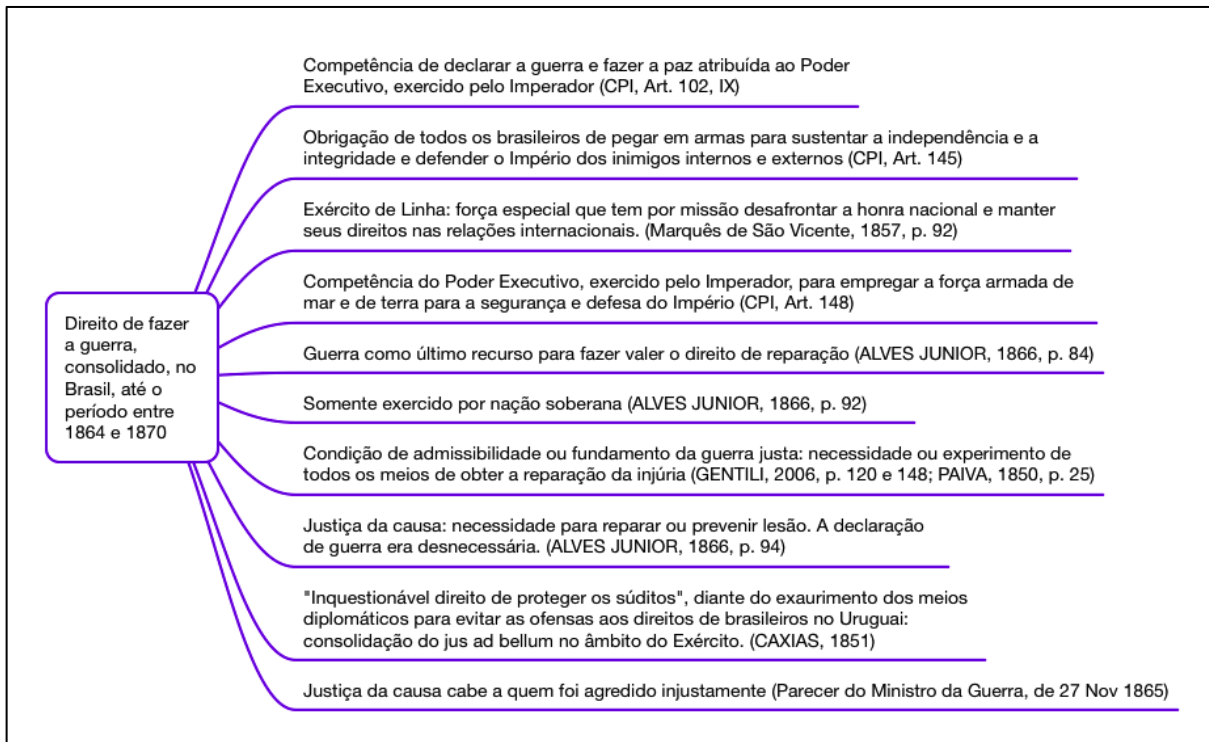 Competência de declarar a guerra e fazer a paz atribuída ao Poder
Executivo, exercido pelo Imperador (CPI, Art. 102, IX)
Obrigação de todos os brasileiros de pegar em armas para sustentar a independência e a
integridade e defender o Império dos inimigos internos e externos (CPI, Art. 145)
Exército de Linha: força especial que tem por missão desafrontar a honra nacional e manter
seus direitos nas relações internacionais. (Marquês de São Vicente, 1857, p. 92)
Competência do Poder Executivo, exercido pelo Imperador, para empregar a força armada de
mar e de terra para a segurança e defesa do Império (CPI, Art. 148)
Direito de fazer
a guerra,
consolidado, no
Brasil, até o
período entre
1864 e 1870
Guerra como último recurso para fazer valer o direito de reparação (ALVES JUNIOR, 1866, p. 84)
Somente exercido por nação soberana (ALVES JUNIOR, 1866, p. 92)
Condição de admissibilidade ou fundamento da guerra justa: necessidade ou experimento de
todos os meios de obter a reparação da injúria (GENTILI, 2006, p. 120 e 148; PAIVA, 1850, p. 25)
Justiça da causa: necessidade para reparar ou prevenir lesão. A declaração
de guerra era desnecessária. (ALVES JUNIOR, 1866, p. 94)
"Inquestionável direito de proteger os súditos", diante do exaurimento dos meios
diplomáticos para evitar as ofensas aos direitos de brasileiros no Uruguai:
consolidação do jus ad bellum no âmbito do Exército. (CAXIAS, 1851)
Justiça da causa cabe a quem foi agredido injustamente (Parecer do Ministro da Guerra, de 27 Nov 1865)